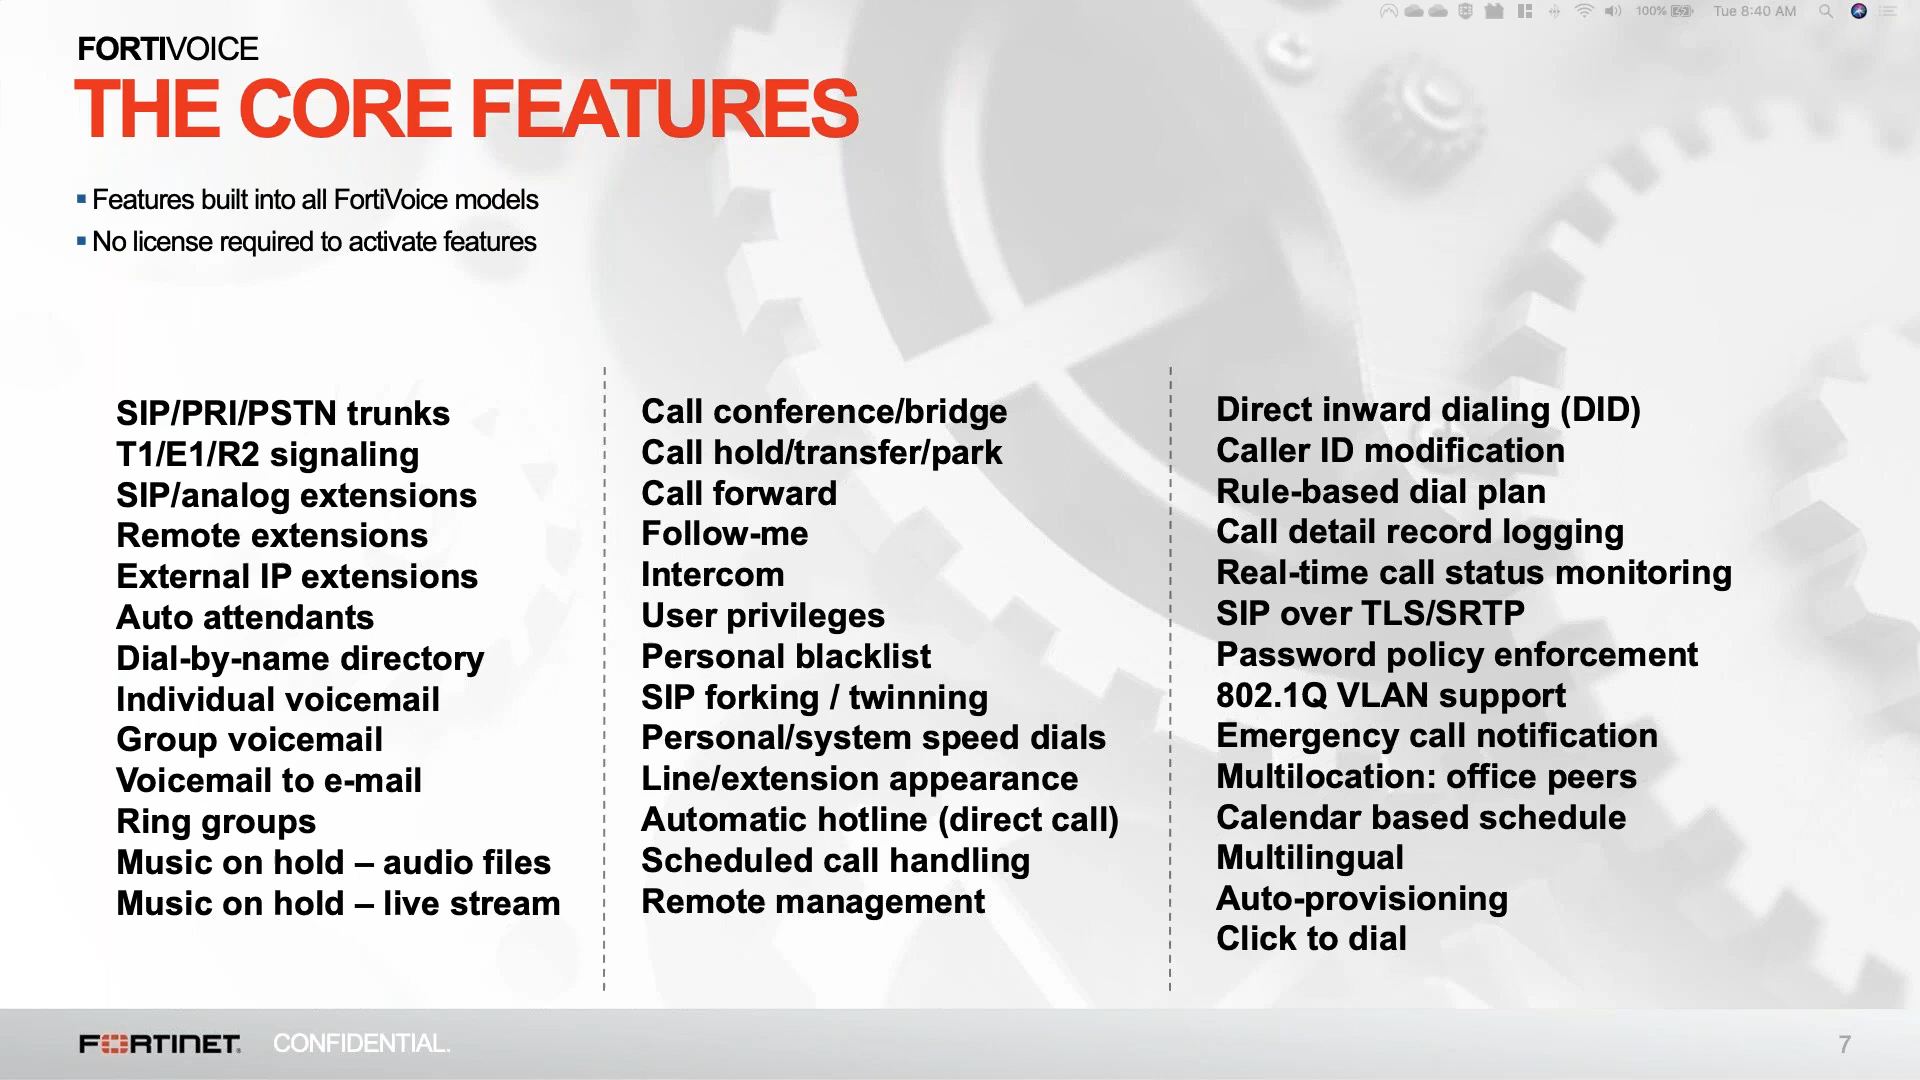 100%
Tue 8:40 AM
FORTIVOICE
THE CORE FEATURES
▪ Features built into all FortiVoice models
▪ No license required to activate features
SIP/PRI/PSTN trunks
T1/E1/R2 signaling
SIP/analog extensions
Remote extensions
External IP extensions
Auto attendants
Dial-by-name directory
Individual voicemail
Group voicemail
Voicemail to e-mail
Ring groups
Music on hold – audio files
Music on hold – live stream
Call conference/bridge
Call hold/transfer/park
Call forward
Follow-me
Intercom
User privileges
Personal blacklist
SIP forking / twinning
Personal/system speed dials
Line/extension appearance
Automatic hotline (direct call)
Scheduled call handling
Remote management
Direct inward dialing (DID)
Caller ID modification
Rule-based dial plan
Call detail record logging
Real-time call status monitoring
SIP over TLS/SRTP
Password policy enforcement
802.1Q VLAN support
Emergency call notification
Multilocation: office peers
Calendar based schedule
Multilingual
Auto-provisioning
Click to dial
FORTINET®
CONFIDENTIAL.
7